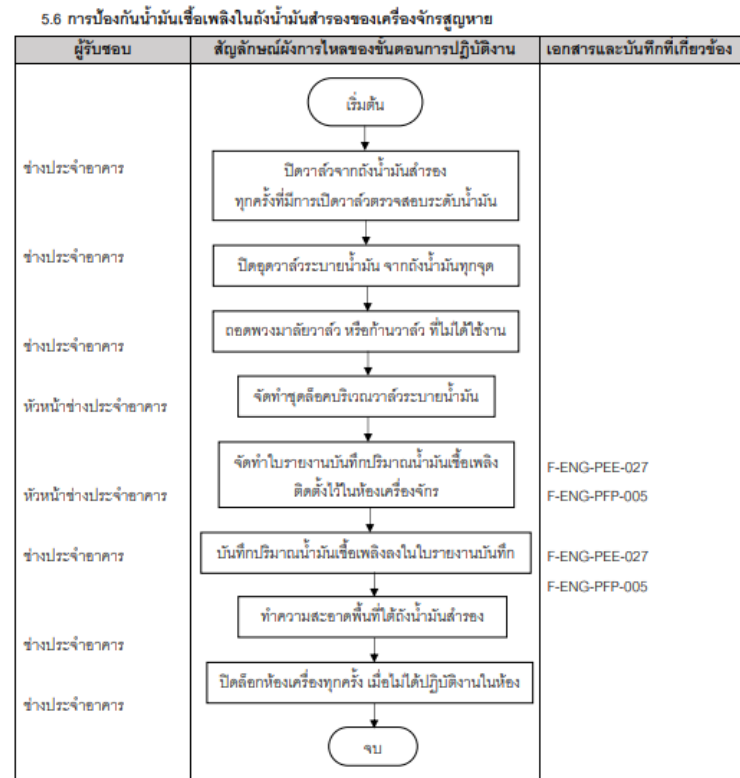 5.6 การป้องกันน้ำมันเชื้อเพลิงในถังน้ำมันสำรองของเครื่องจักรสูญหาย
ผู้รับชอบ
สัญลักษณ์ผังการไหลของขั้นตอนการปฏิบัติงาน
เอกสารและบันทึกที่เกี่ยวข้อง
เริ่มต้น
ช่างประจำอาคาร
ปิดวาล์วจากถังน้ำมันสำรอง
ทุกครั้งที่มีการเปิดวาล์วตรวจสอบระดับน้ำมัน
ช่างประจำอาคาร
ปิดอุดวาล์วระบายน้ำมัน จากถังน้ำมันทุกจุด
ช่างประจำอาคาร
ถอดพวงมาลัยวาล์ว หรือก้านวาล์ว ที่ไม่ได้ใช้งาน
หัวหน้าช่างประจำอาคาร
จัดทำชุดล็อคบริเวณวาล์วระบายน้ำมัน
หัวหน้าช่างประจำอาคาร
จัดทำใบรายงานบันทึกปริมาณน้ำมันเชื้อเพลิง
ติดตั้งไว้ในห้องเครื่องจักร
F-ENG-PEE-027
F-ENG-PFP-005
ช่างประจำอาคาร
บันทึกปริมาณน้ำมันเชื้อเพลิงลงในใบรายงานบันทึก
F-ENG-PEE-027
F-ENG-PFP-005
ทำความสะอาดพื้นที่ใต้ถังน้ำมันสำรอง
ช่างประจำอาคาร
ปิดล็อกห้องเครื่องทุกครั้ง เมื่อไม่ได้ปฏิบัติงานในห้อง
ช่างประจำอาคาร
จบ